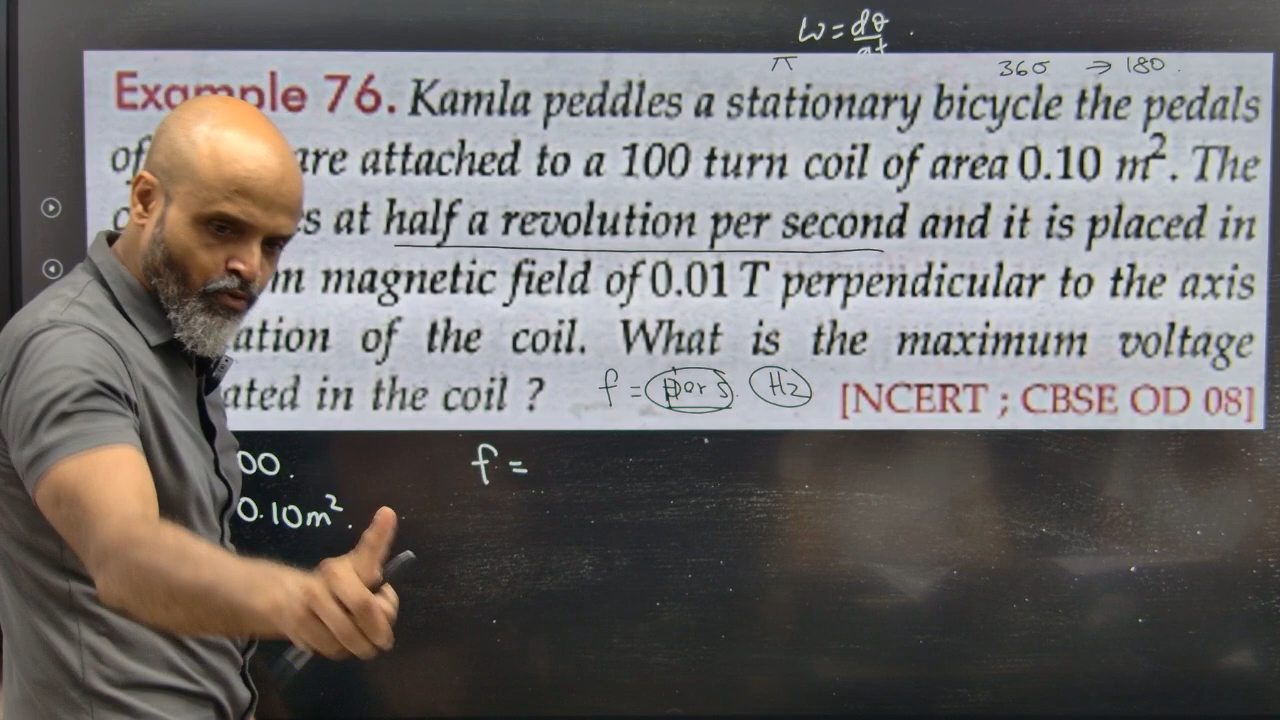 ω = dθ/dt .
π 360 → 180 .
Example 76. Kamla peddles a stationary bicycle the pedals
of are attached to a 100 turn coil of area 0.10 m². The
s at half a revolution per second and it is placed in
m magnetic field of 0.01 T perpendicular to the axis
ation of the coil. What is the maximum voltage
ated in the coil ? f = Hz [NCERT ; CBSE OD 08]
00. f =
0.10m².